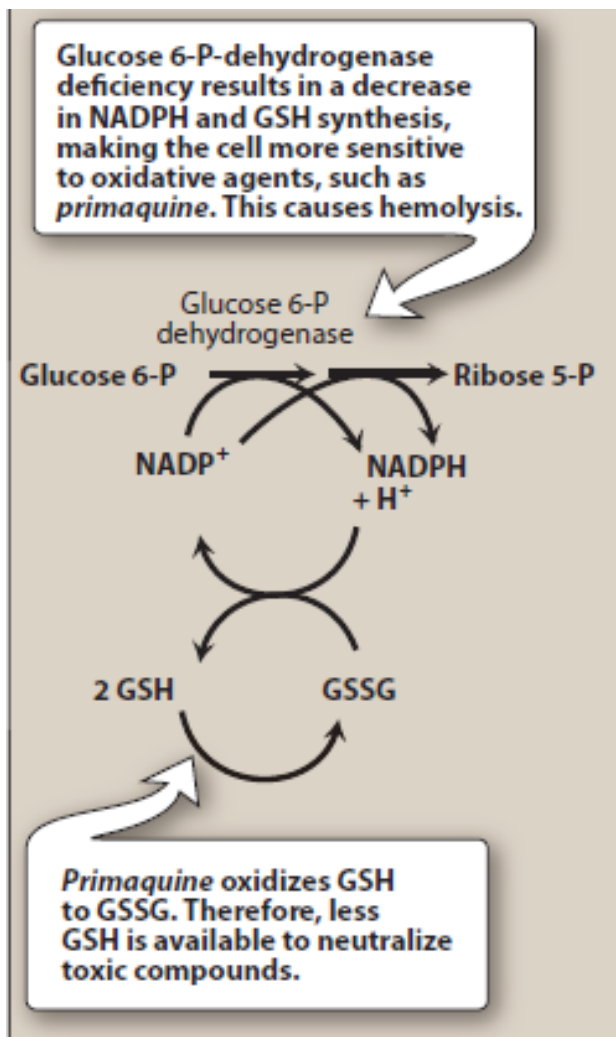 Glucose 6-P-dehydrogenase
deficiency results in a decrease
in NADPH and GSH synthesis,
making the cell more sensitive
to oxidative agents, such as
primaquine. This causes hemolysis.
Glucose 6-P
dehydrogenase
Glucose 6-P
Ribose 5-P
NADP+
NADPH
+ H+
2 GSH
GSSG
Primaquine oxidizes GSH
to GSSG. Therefore, less
GSH is available to neutralize
toxic compounds.